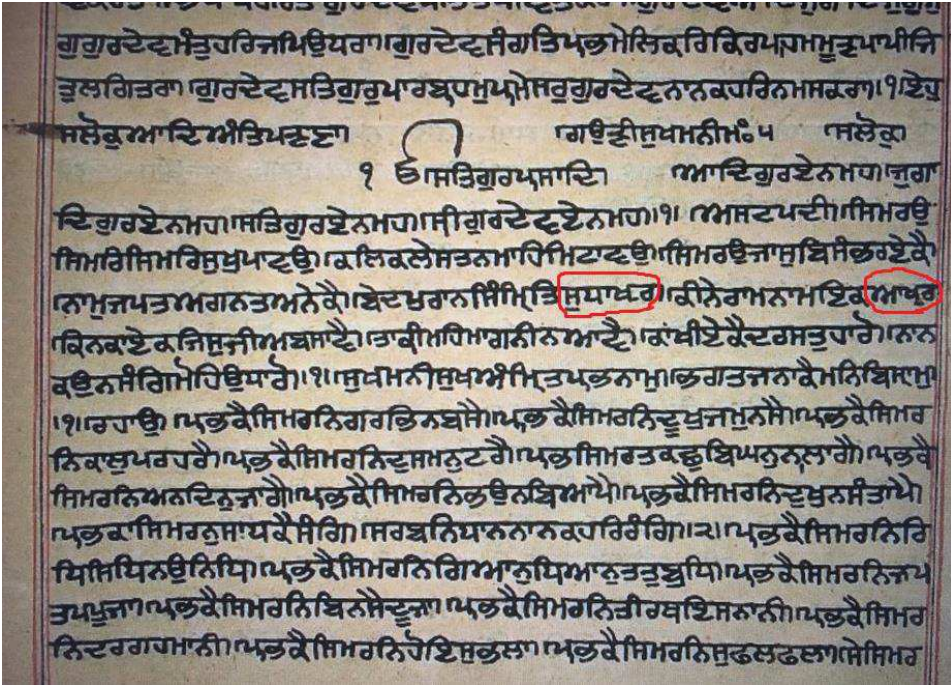 ਗੁਗੁਰਦੇਵਮੰਤੁਹਰਿਜਪਿਉਧਰਾ।ਗੁਰਦੇਵਸੰਗਤਿਪ੍ਰਭਮੇਲਿਕਰਿਕਿਰਪਾਹਮਮੂੜਪਾਪੀਜਿ
ਤੁਲਗਿਤਰਾ।ਗੁਰਦੇਵਸਤਿਗੁਰੁਪਾਰਬ੍ਰਹਮੁਪਰਮੇਸਰੁਗੁਰਦੇਵਨਾਨਕਹਰਿਨਮਸਕਰਾ।੧।ਏਹੁ
ਸਲੋਕੁਆਦਿਅੰਤਿਪੜਣਾ। ।ਗਉੜੀਸੁਖਮਨੀਮਃ੫ ਸਲੋਕੁ।
ੴਸਤਿਗੁਰਪ੍ਰਸਾਦਿ। ।ਆਦਿਗੁਰਏਨਮਹ।ਜੁਗਾ
ਦਿਗੁਰਏਨਮਹ।ਸਤਿਗੁਰਏਨਮਹ।ਸ੍ਰੀਗੁਰਦੇਵਏਨਮਹ।੧। ਅਸਟਪਦੀ।ਸਿਮਰਉ
ਸਿਮਰਿਸਿਮਰਿਸੁਖੁਪਾਵਉ।ਕਲਿਕਲੇਸਤਨਮਾਹਿਮਿਟਾਵਉ।ਸਿਮਰਉਜਾਸੁਬਿਸੰਭਰਏਕੈ
ਨਾਮੁਜਪਤਅਗਨਤਅਨੇਕੈ।ਬੇਦਪੁਰਾਨਸਿੰਮ੍ਰਿਤਿਸੁਧਾਖਰ।ਕੀਨੇਰਾਮਨਾਮਇਕਆਖ੍ਰ
ਕਿਨਕਾਏਕਜਿਸੁਜੀਅਬਸਾਵੈ।ਤਾਕੀਮਹਿਮਾਗਨੀਨਆਵੈ।ਕਾਂਖੀਏਕੈਦਰਸਤੁਹਾਰੋ।ਨਾਨ
ਕਉਨਸੰਗਿਮੋਹਿਉਧਾਰੋ।੧।ਸੁਖਮਨੀਸੁਖਅੰਮ੍ਰਿਤਪ੍ਰਭਨਾਮੁ।ਭਗਤਜਨਾਕੈਮਨਿਬਿਸ੍ਰਾਮੁ
।੧।ਰਹਾਉ।ਪ੍ਰਭਕੈਸਿਮਰਨਿਗਰਭਿਨਬਸੈ।ਪ੍ਰਭਕੈਸਿਮਰਨਿਦੂਖੁਜਮੁਨਸੈ।ਪ੍ਰਭਕੈਸਿਮਰ
ਨਿਕਾਲੁਪਰਹਰੈ।ਪ੍ਰਭਕੈਸਿਮਰਨਿਦੁਸਮਨੁਟਰੈ।ਪ੍ਰਭਸਿਮਰਤਕਛੁਬਿਘਨੁਨਲਾਗੈ।ਪ੍ਰਭਕੈ
ਸਿਮਰਨਿਅਨਦਿਨੁਜਾਗੈ।ਪ੍ਰਭਕੈਸਿਮਰਨਿਭਉਨਬਿਆਪੈ।ਪ੍ਰਭਕੈਸਿਮਰਨਿਦੁਖੁਨਸੰਤਾਪੈ।
ਪ੍ਰਭਕਾਸਿਮਰਨੁਸਾਧਕੈਸੰਗਿ।ਸਰਬਨਿਧਾਨਨਾਨਕਹਰਿਰੰਗਿ।੨।ਪ੍ਰਭਕੈਸਿਮਰਨਿਰਿ
ਧਿਸਿਧਿਨਉਨਿਧਿ।ਪ੍ਰਭਕੈਸਿਮਰਨਿਗਿਆਨੁਧਿਆਨੁਤਤੁਬੁਧਿ।ਪ੍ਰਭਕੈਸਿਮਰਨਿਜਪ
ਤਪਪੂਜਾ।ਪ੍ਰਭਕੈਸਿਮਰਨਿਬਿਨਸੈਦੂਜਾ।ਪ੍ਰਭਕੈਸਿਮਰਨਿਤੀਰਥਇਸਨਾਨੀ।ਪ੍ਰਭਕੈਸਿਮਰ
ਨਿਦਰਗਹਮਾਨੀ।ਪ੍ਰਭਕੈਸਿਮਰਨਿਹੋਇਸੁਭਲਾ।ਪ੍ਰਭਕੈਸਿਮਰਨਿਸੁਫਲਫਲਾ।ਸੇਸਿਮਰ